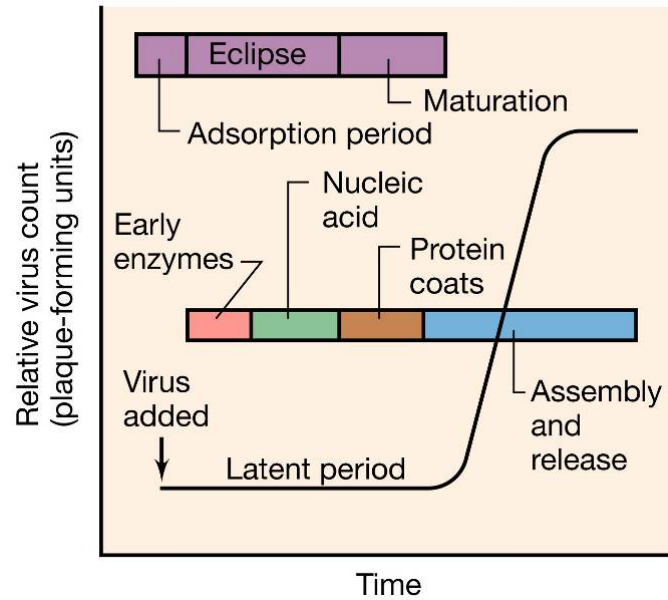 Eclipse
Maturation
Adsorption period
Nucleic
acid
Early
enzymes
Protein
coats
Virus
added
Assembly
and
release
Latent period
Relative virus count
(plaque-forming units)
Time